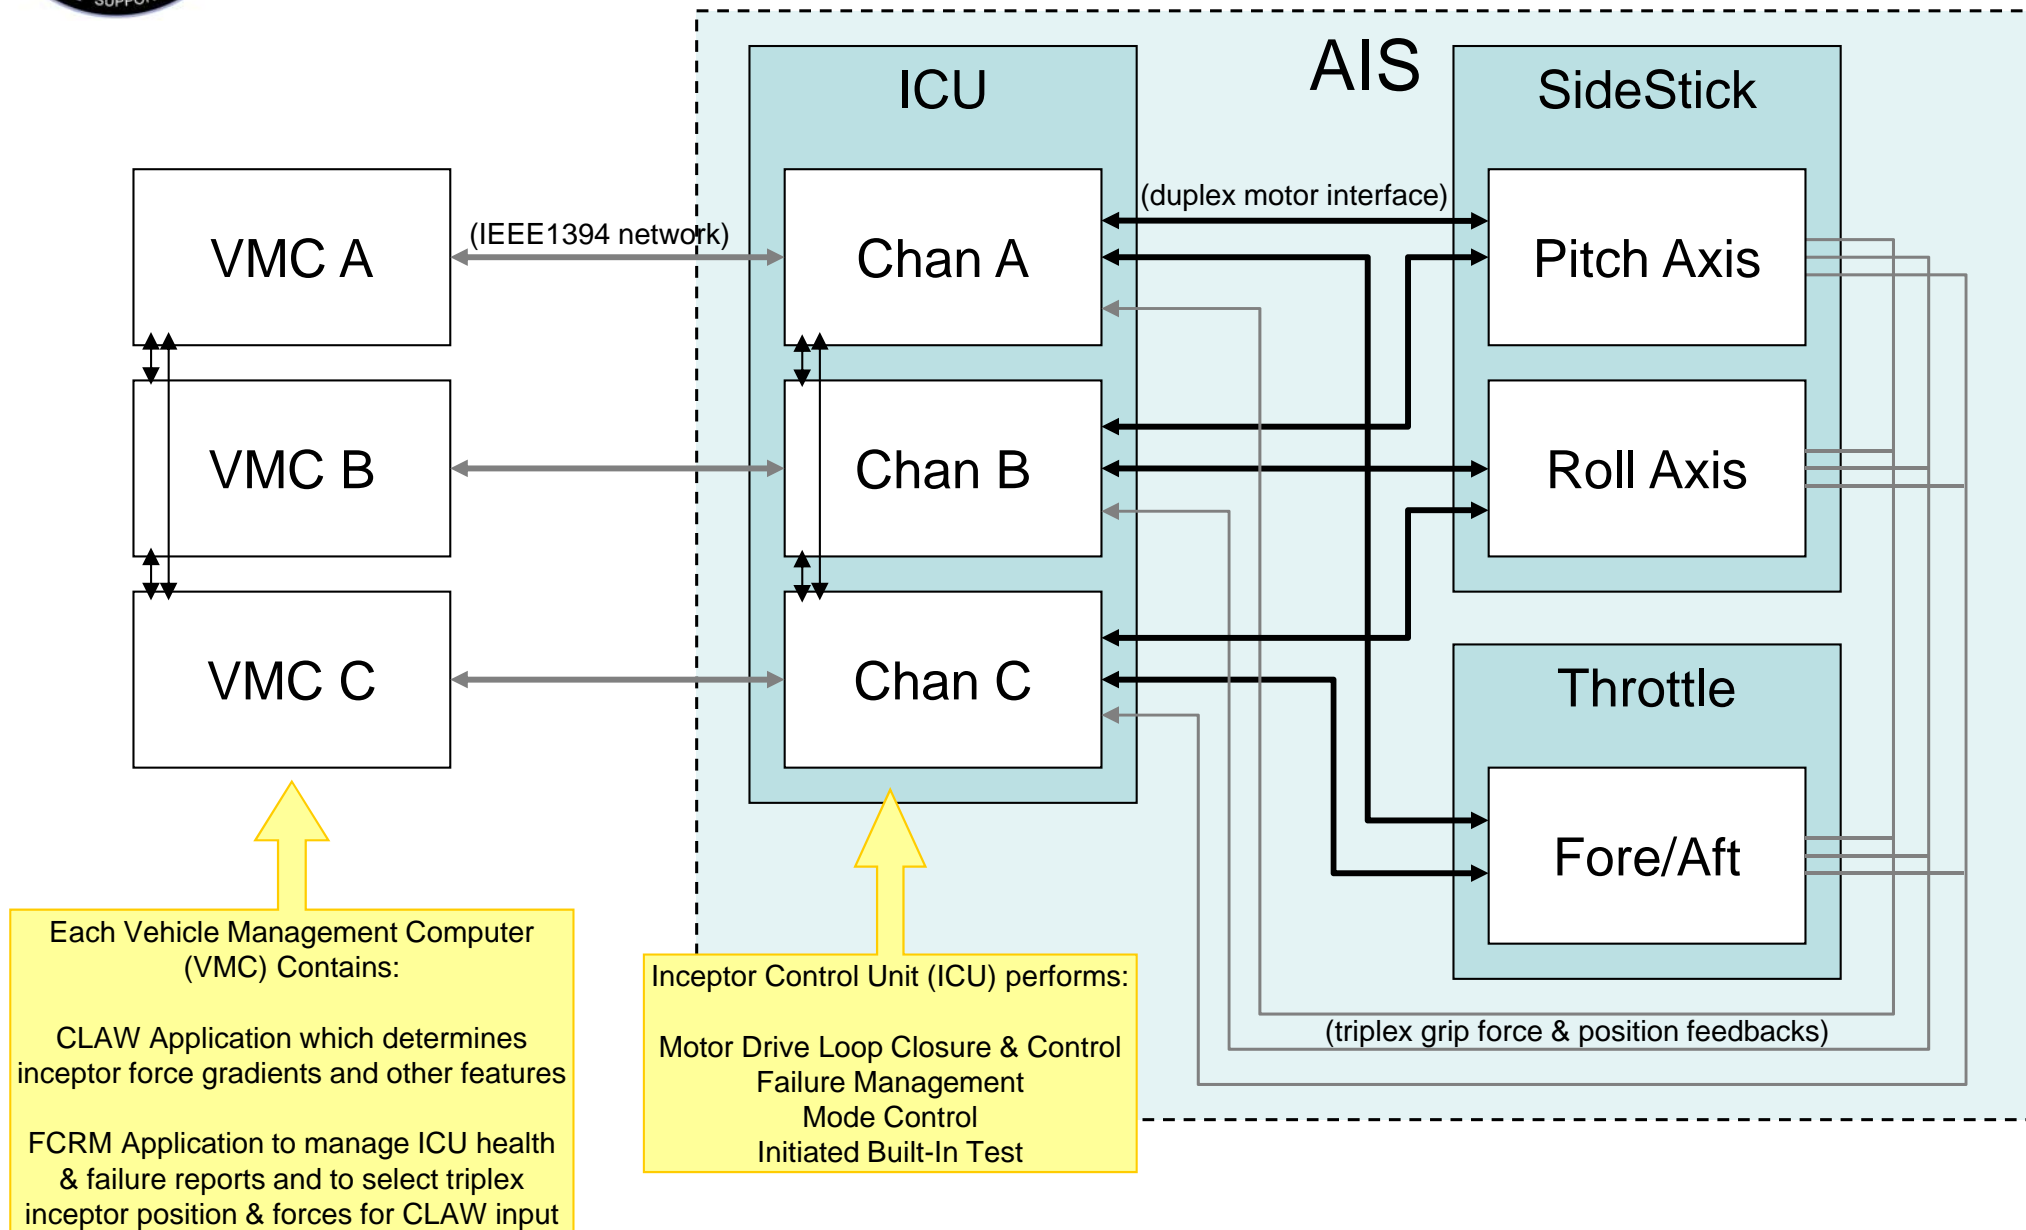 SUPPORT
AIS
ICU
SideStick
(duplex motor interface)
(IEEE1394 network)
VMC A
Chan A
Pitch Axis
VMC B
Chan B
Roll Axis
VMC C
Chan C
Throttle
Fore/Aft
Each Vehicle Management Computer
(VMC) Contains:
CLAW Application which determines
inceptor force gradients and other features
FCRM Application to manage ICU health
& failure reports and to select triplex
inceptor position & forces for CLAW input
Inceptor Control Unit (ICU) performs:
Motor Drive Loop Closure & Control
Failure Management
Mode Control
Initiated Built-In Test
(triplex grip force & position feedbacks)